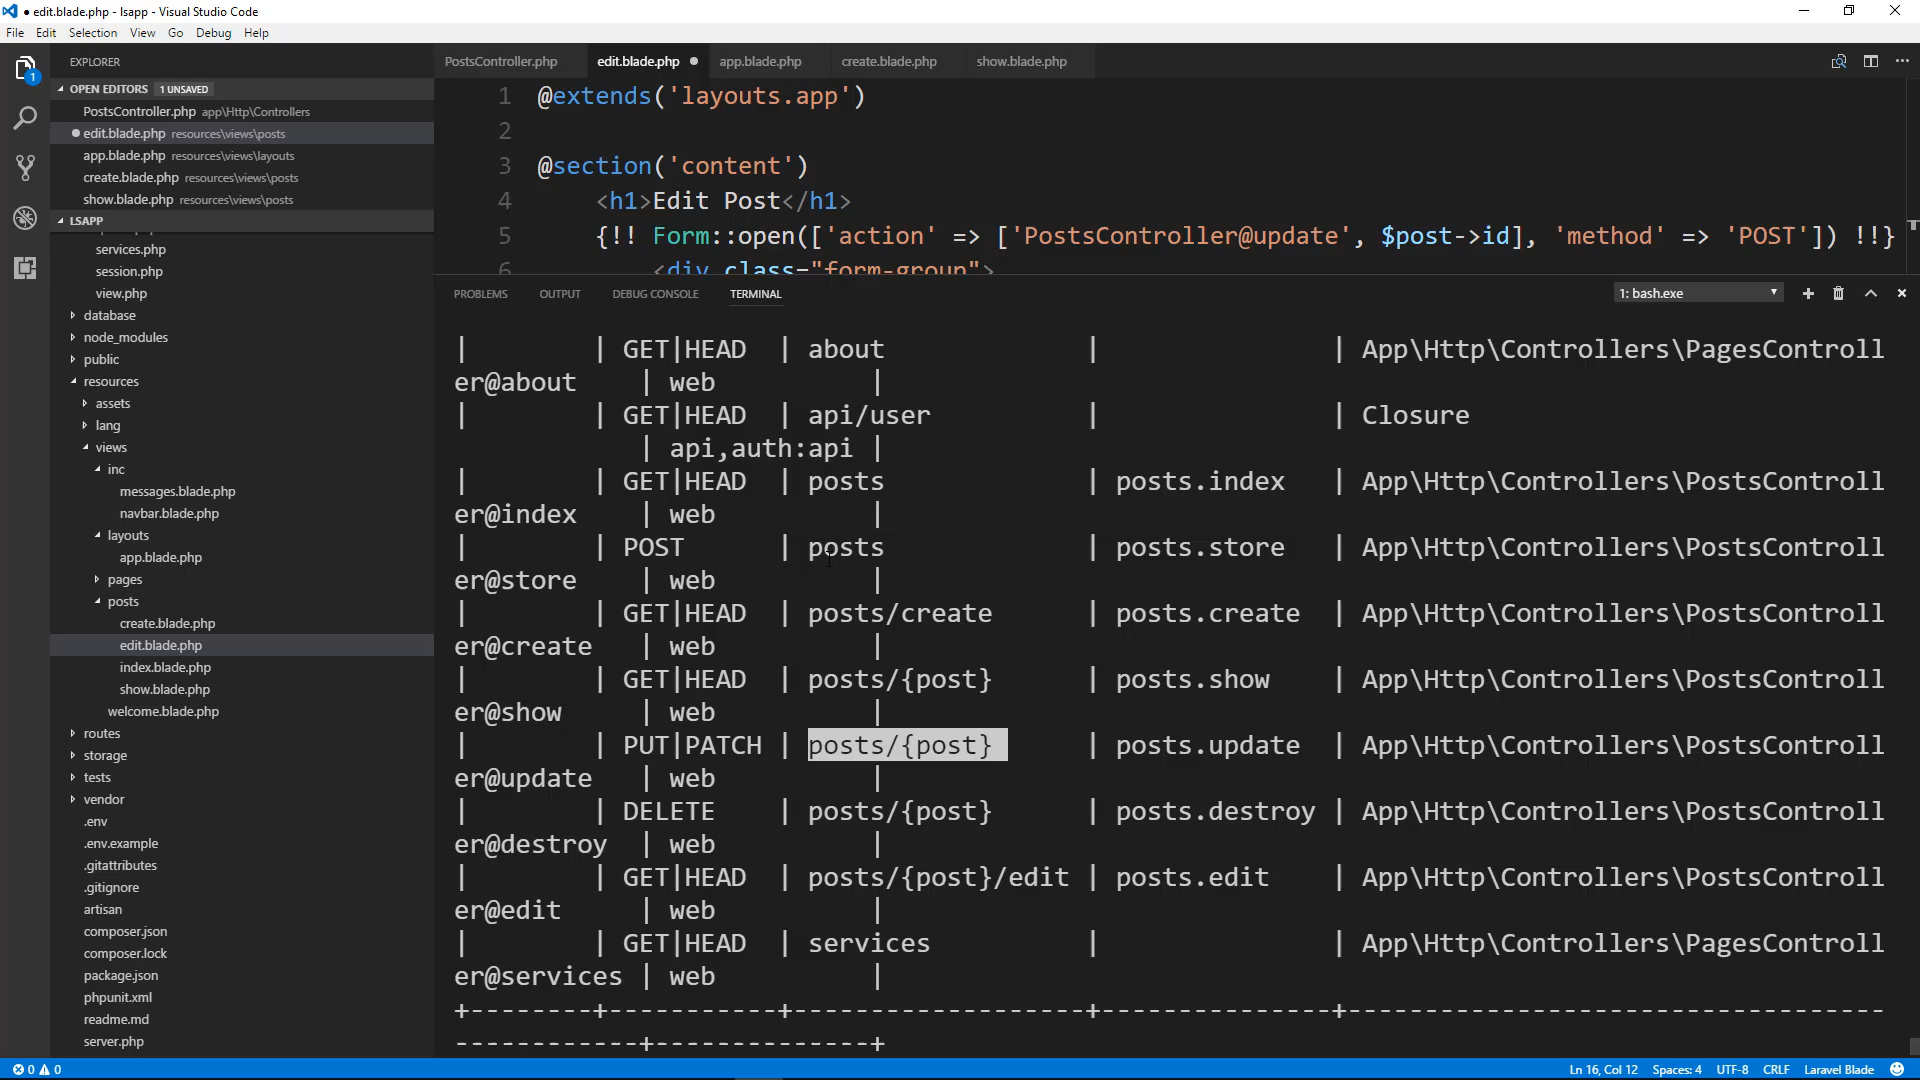 ● edit.blade.php - lsapp - Visual Studio Code
File Edit Selection View Go Debug Help
EXPLORER
OPEN EDITORS 1 UNSAVED
PostsController.php app\Http\Controllers
edit.blade.php resources\views\posts
app.blade.php resources\views\layouts
create.blade.php resources\views\posts
show.blade.php resources\views\posts
LSAPP
services.php
session.php
view.php
database
node_modules
public
resources
assets
lang
views
inc
messages.blade.php
navbar.blade.php
layouts
app.blade.php
pages
posts
create.blade.php
edit.blade.php
index.blade.php
show.blade.php
welcome.blade.php
routes
storage
tests
vendor
.env
.env.example
.gitattributes
.gitignore
artisan
composer.json
composer.lock
package.json
phpunit.xml
readme.md
server.php
1
PostsController.php edit.blade.php ● app.blade.php create.blade.php show.blade.php
1 @extends('layouts.app')
2
3 @section('content')
4 <h1>Edit Post</h1>
5 {!! Form::open(['action' => ['PostsController@update', $post->id], 'method' => 'POST']) !!}
6 <div class="form-group">
PROBLEMS OUTPUT DEBUG CONSOLE TERMINAL 1: bash.exe
| | GET|HEAD | about | | App\Http\Controllers\PagesControll
er@about | web |
| | GET|HEAD | api/user | | Closure
| api,auth:api |
| | GET|HEAD | posts | posts.index | App\Http\Controllers\PostsControll
er@index | web |
| | POST | posts | posts.store | App\Http\Controllers\PostsControll
er@store | web |
| | GET|HEAD | posts/create | posts.create | App\Http\Controllers\PostsControll
er@create | web |
| | GET|HEAD | posts/{post} | posts.show | App\Http\Controllers\PostsControll
er@show | web |
| | PUT|PATCH | posts/{post} | posts.update | App\Http\Controllers\PostsControll
er@update | web |
| | DELETE | posts/{post} | posts.destroy | App\Http\Controllers\PostsControll
er@destroy | web |
| | GET|HEAD | posts/{post}/edit | posts.edit | App\Http\Controllers\PostsControll
er@edit | web |
| | GET|HEAD | services | | App\Http\Controllers\PagesControll
er@services | web |
+--------+-----------+-------------------+---------------+-----------------------------------
------------+--------------+
0 0 Ln 16, Col 12 Spaces: 4 UTF-8 CRLF Laravel Blade